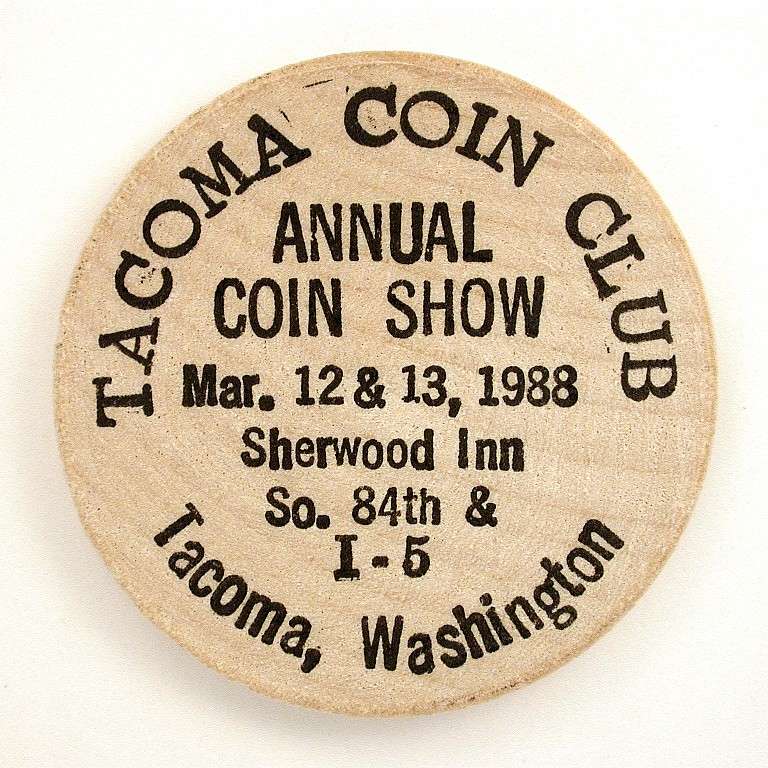 TACOMA COIN CLUB
ANNUAL
COIN SHOW
Mar. 12 & 13, 1988
Sherwood Inn
So. 84th &
I-5
Tacoma, Washington